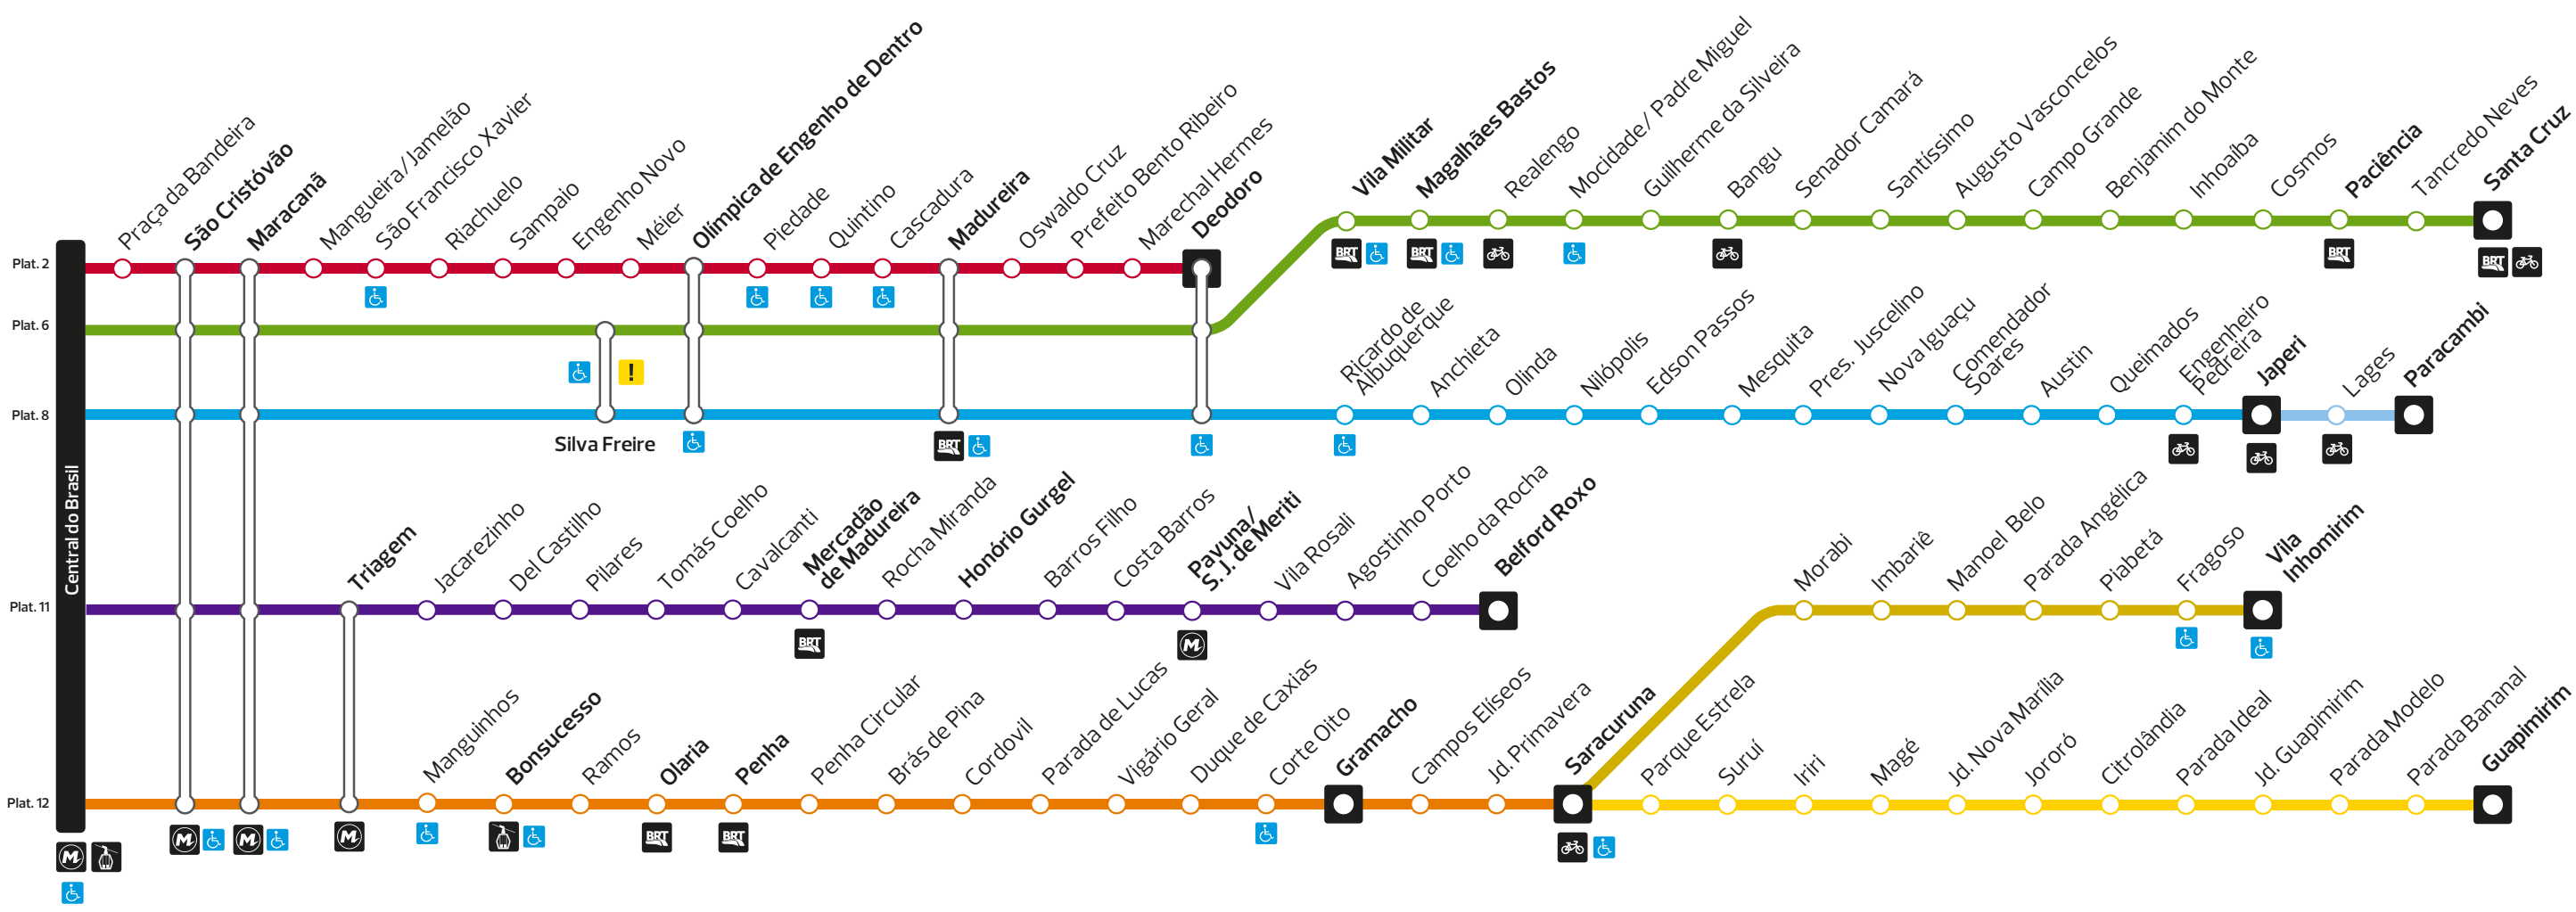 Plat. 2
Praça da Bandeira
São Cristóvão
Maracanã
Mangueira/ Jamelão
São Francisco Xavier
Riachuelo
Sampaio
Engenho Novo
Méier
Olímpica de Engenho de Dentro
Piedade
Quintino
Cascadura
Madureira
Oswaldo Cruz
Prefeito Bento Ribeiro
Marechal Hermes
Deodoro
Vila Militar
BRT
Magalhães Bastos
BRT
Realengo
Mocidade/ Padre Miguel
Guilherme da Silveira
Bangu
Senador Camará
Santíssimo
Augusto Vasconcelos
Campo Grande
Benjamim do Monte
Inhoaíba
Cosmos
Paciência
BRT
Tancredo Neves
Santa Cruz
BRT
Plat. 6
!
Plat. 8
Silva Freire
BRT
Ricardo de
Albuquerque
Anchieta
Olinda
Nilópolis
Edson Passos
Mesquita
Pres. Juscelino
Nova Iguaçu
Comendador
Soares
Austin
Queimados
Engenheiro
Pedreira
Japeri
Lages
Paracambi
Central do Brasil
Plat. 11
Triagem
Jacarezinho
Del Castilho
Pilares
Tomás Coelho
Cavalcanti
Mercadão
de Madureira
BRT
Rocha Miranda
Honório Gurgel
Barros Filho
Costa Barros
Pavuna/
S. J. de Meriti
M
Vila Rosali
Agostinho Porto
Coelho da Rocha
Belford Roxo
Morabi
Imbariê
Manoel Belo
Parada Angélica
Piabetá
Fragoso
Vila
Inhomirim
Plat. 12
M
M
M
M
Manguinhos
Bonsucesso
Ramos
Olaria
BRT
Penha
BRT
Penha Circular
Brás de Pina
Cordovil
Parada de Lucas
Vigário Geral
Duque de Caxias
Corte Oito
Gramacho
Campos Elíseos
Jd. Primavera
Saracuruna
Parque Estrela
Suruí
Iriri
Magé
Jd. Nova Marília
Jororó
Citrolândia
Parada Ideal
Jd. Guapimirim
Parada Modelo
Parada Bananal
Guapimirim